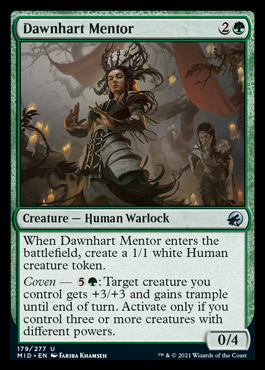 Dawnhart Mentor 2
Creature — Human Warlock
When Dawnhart Mentor enters the
battlefield, create a 1/1 white Human
creature token.
Coven — 5 : Target creature you
control gets +3/+3 and gains trample
until end of turn. Activate only if you
control three or more creatures with
different powers.
0/4
179/277 U
MID • EN Fariba Khamseh
™ & © 2021 Wizards of the Coast